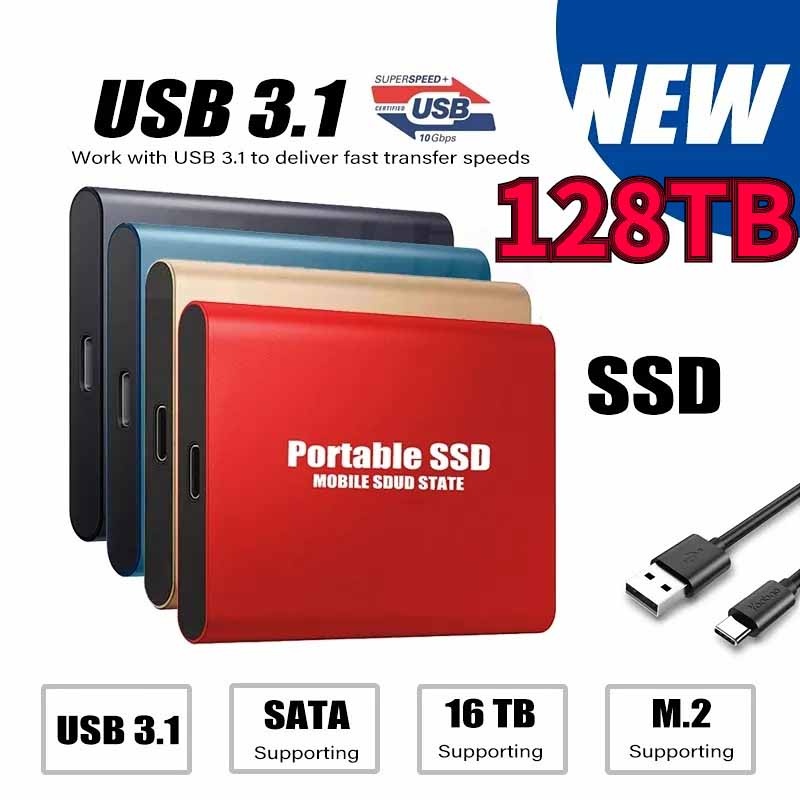 USB 3.1
SUPERSPEED+
CERTIFIED USB
10Gbps
Work with USB 3.1 to deliver fast transfer speeds
NEW
128TB
SSD
Portable SSD
MOBILE SDUD STATE
Yoobao
USB 3.1
SATA
Supporting
16 TB
Supporting
M.2
Supporting